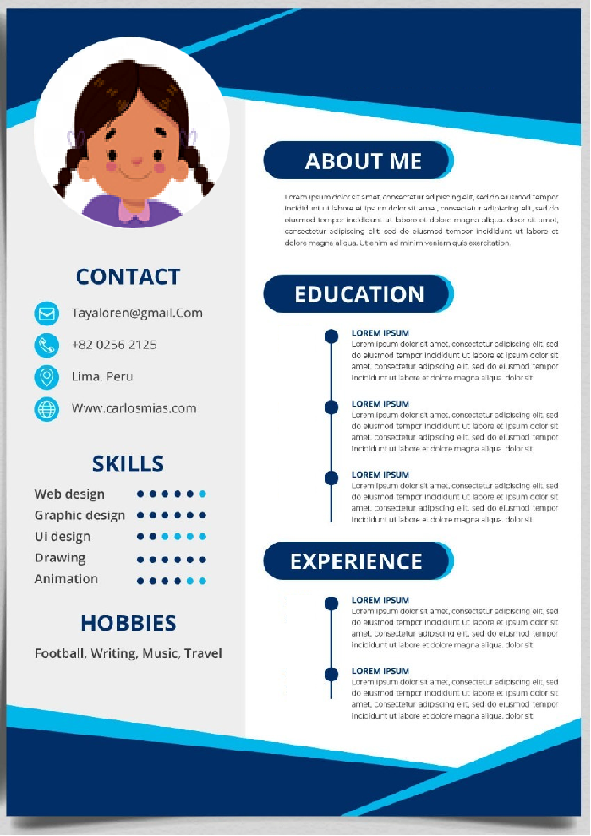 CONTACT
Tayaloren@gmail.Com
+82 0256 2125
Lima, Peru
Www.carlosmias.com
SKILLS
Web design
Graphic design
Ui design
Drawing
Animation
HOBBIES
Football, Writing, Music, Travel
ABOUT ME
Lorem ipsum dolor sit amet, consectetur adipiscing elit, sed do eiusmod tempor
incididunt ut labore et ipsum dolor sit amet, consectetur adipiscing elit, sed do
eiusmod tempor incididunt ut labore et dolore magna aliqua. dolor sit amet,
consectetur adipiscing elit, sed do eiusmod tempor incididunt ut labore et dolore
magna aliqua. Ut enim ad minim veniam quis exercitation.
EDUCATION
LOREM IPSUM
Lorem ipsum dolor sit amet, consectetur adipiscing elit, sed
do eiusmod tempor incididunt ut labore et ipsum dolor sit
amet, consectetur adipiscing elit, sed do eiusmod tempor
incididunt ut labore et dolore magna aliqua. dolor sit
LOREM IPSUM
Lorem ipsum dolor sit amet, consectetur adipiscing elit, sed
do eiusmod tempor incididunt ut labore et ipsum dolor sit
amet, consectetur adipiscing elit, sed do eiusmod tempor
incididunt ut labore et dolore magna aliqua. dolor sit
LOREM IPSUM
Lorem ipsum dolor sit amet, consectetur adipiscing elit, sed
do eiusmod tempor incididunt ut labore et ipsum dolor sit
amet, consectetur adipiscing elit, sed do eiusmod tempor
incididunt ut labore et dolore magna aliqua. dolor sit
EXPERIENCE
LOREM IPSUM
Lorem ipsum dolor sit amet, consectetur adipiscing elit, sed
do eiusmod tempor incididunt ut labore et ipsum dolor sit
amet, consectetur adipiscing elit, sed do eiusmod tempor
incididunt ut labore et dolore magna aliqua. dolor sit
LOREM IPSUM
Lorem ipsum dolor sit amet, consectetur adipiscing elit, sed
do eiusmod tempor incididunt ut labore et ipsum dolor sit
amet, consectetur adipiscing elit, sed do eiusmod tempor
incididunt ut labore et dolore magna aliqua. dolor sit